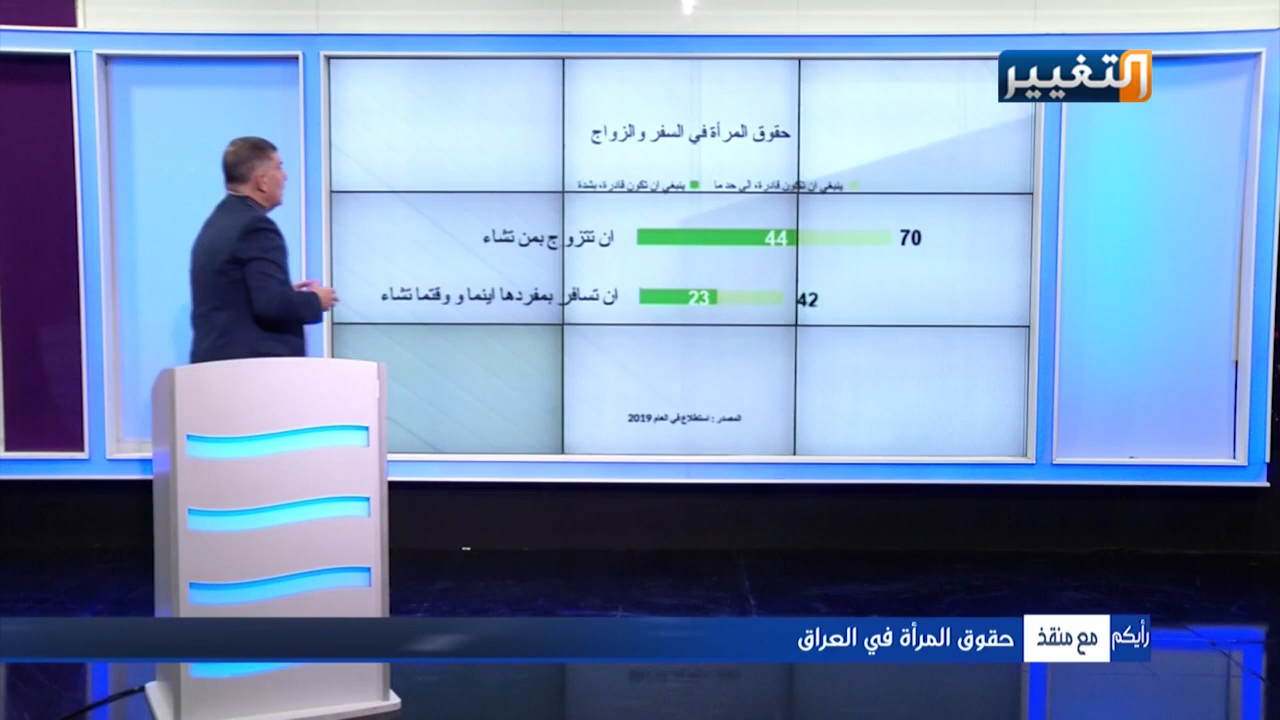 التغيير
حقوق المرأة في السفر والزواج
ينبغي ان تكون قادرة، الى حد ما
ينبغي ان تكون قادرة، بشدة
ان تتزوج بمن تشاء 44 70
ان تسافر بمفردها اينما و وقتما تشاء 23 42
المصدر : استطلاع في العام 2019
رأيكم مع منقذ حقوق المرأة في العراق